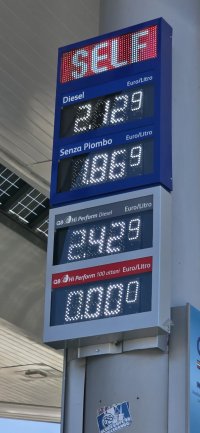 SELF
Diesel Euro/Litro
2.129
Senza Piombo Euro/Litro
1.869
Q8 Hi Perform Diesel Euro/Litro
2.429
Q8 Hi Perform 100 ottani Euro/Litro
0.000